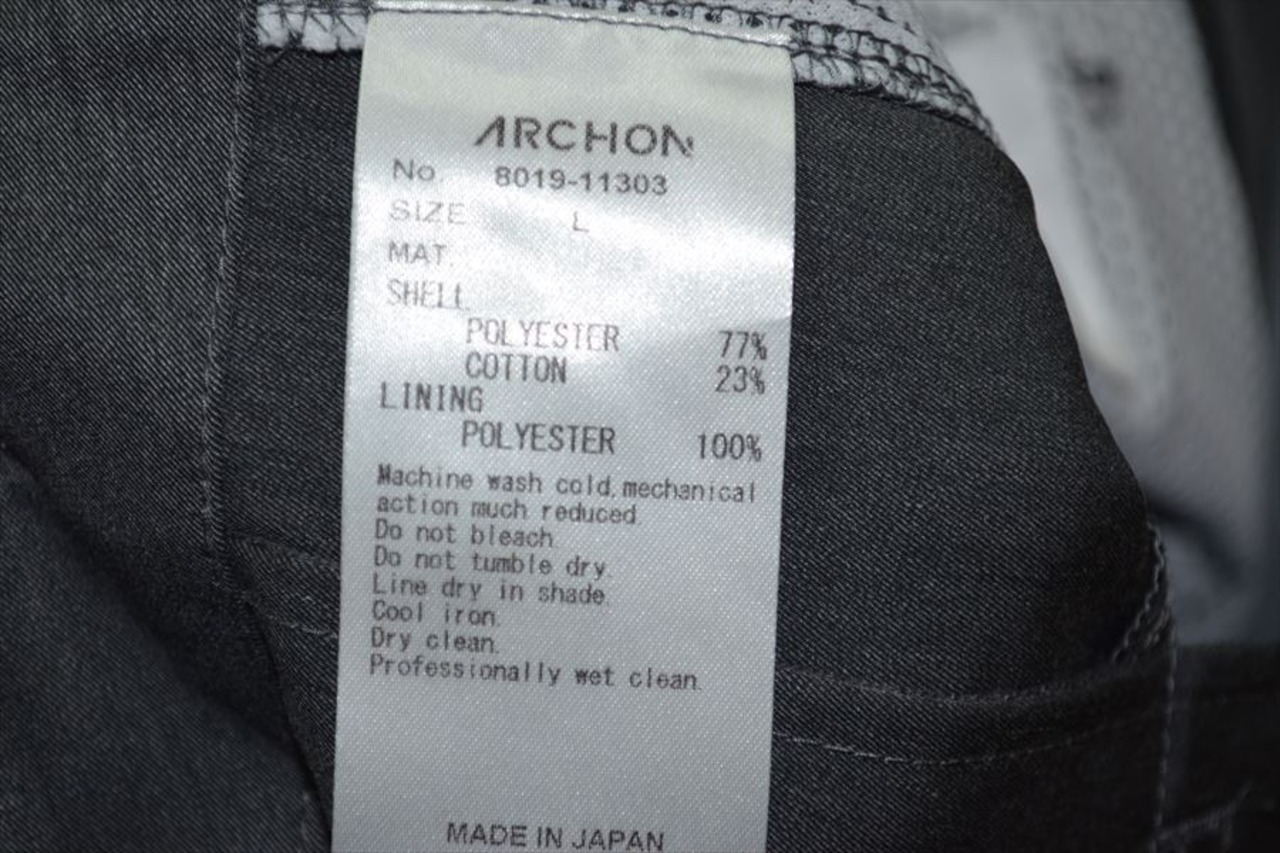 ARCHON
No. 8019-11303
SIZE L
MAT.
SHELL
POLYESTER 77%
COTTON 23%
LINING
POLYESTER 100%
Machine wash cold, mechanical
action much reduced.
Do not bleach.
Do not tumble dry.
Line dry in shade.
Cool iron.
Dry clean.
Professionally wet clean.
MADE IN JAPAN